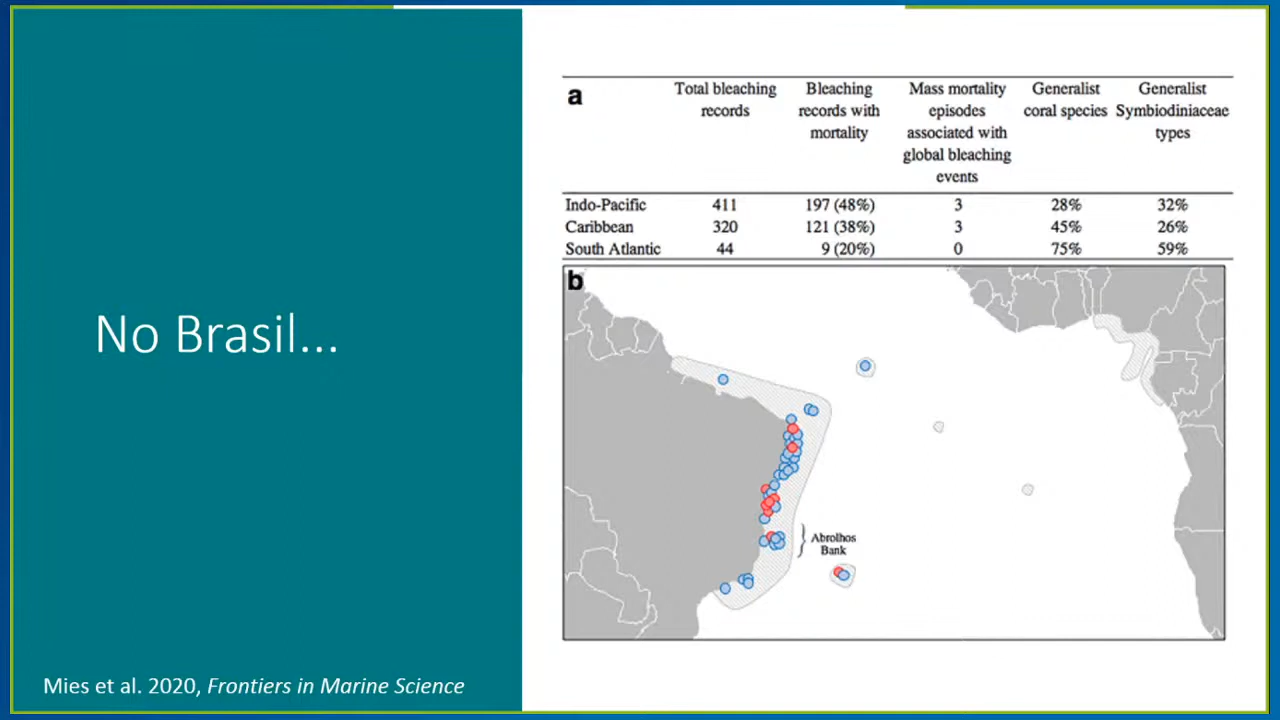 No Brasil...
Mies et al. 2020, Frontiers in Marine Science
a
Total bleaching records
Bleaching records with mortality
Mass mortality episodes associated with global bleaching events
Generalist coral species
Generalist Symbiodiniaceae types
Indo-Pacific 411 197 (48%) 3 28% 32%
Caribbean 320 121 (38%) 3 45% 26%
South Atlantic 44 9 (20%) 0 75% 59%
b
Abrolhos
Bank